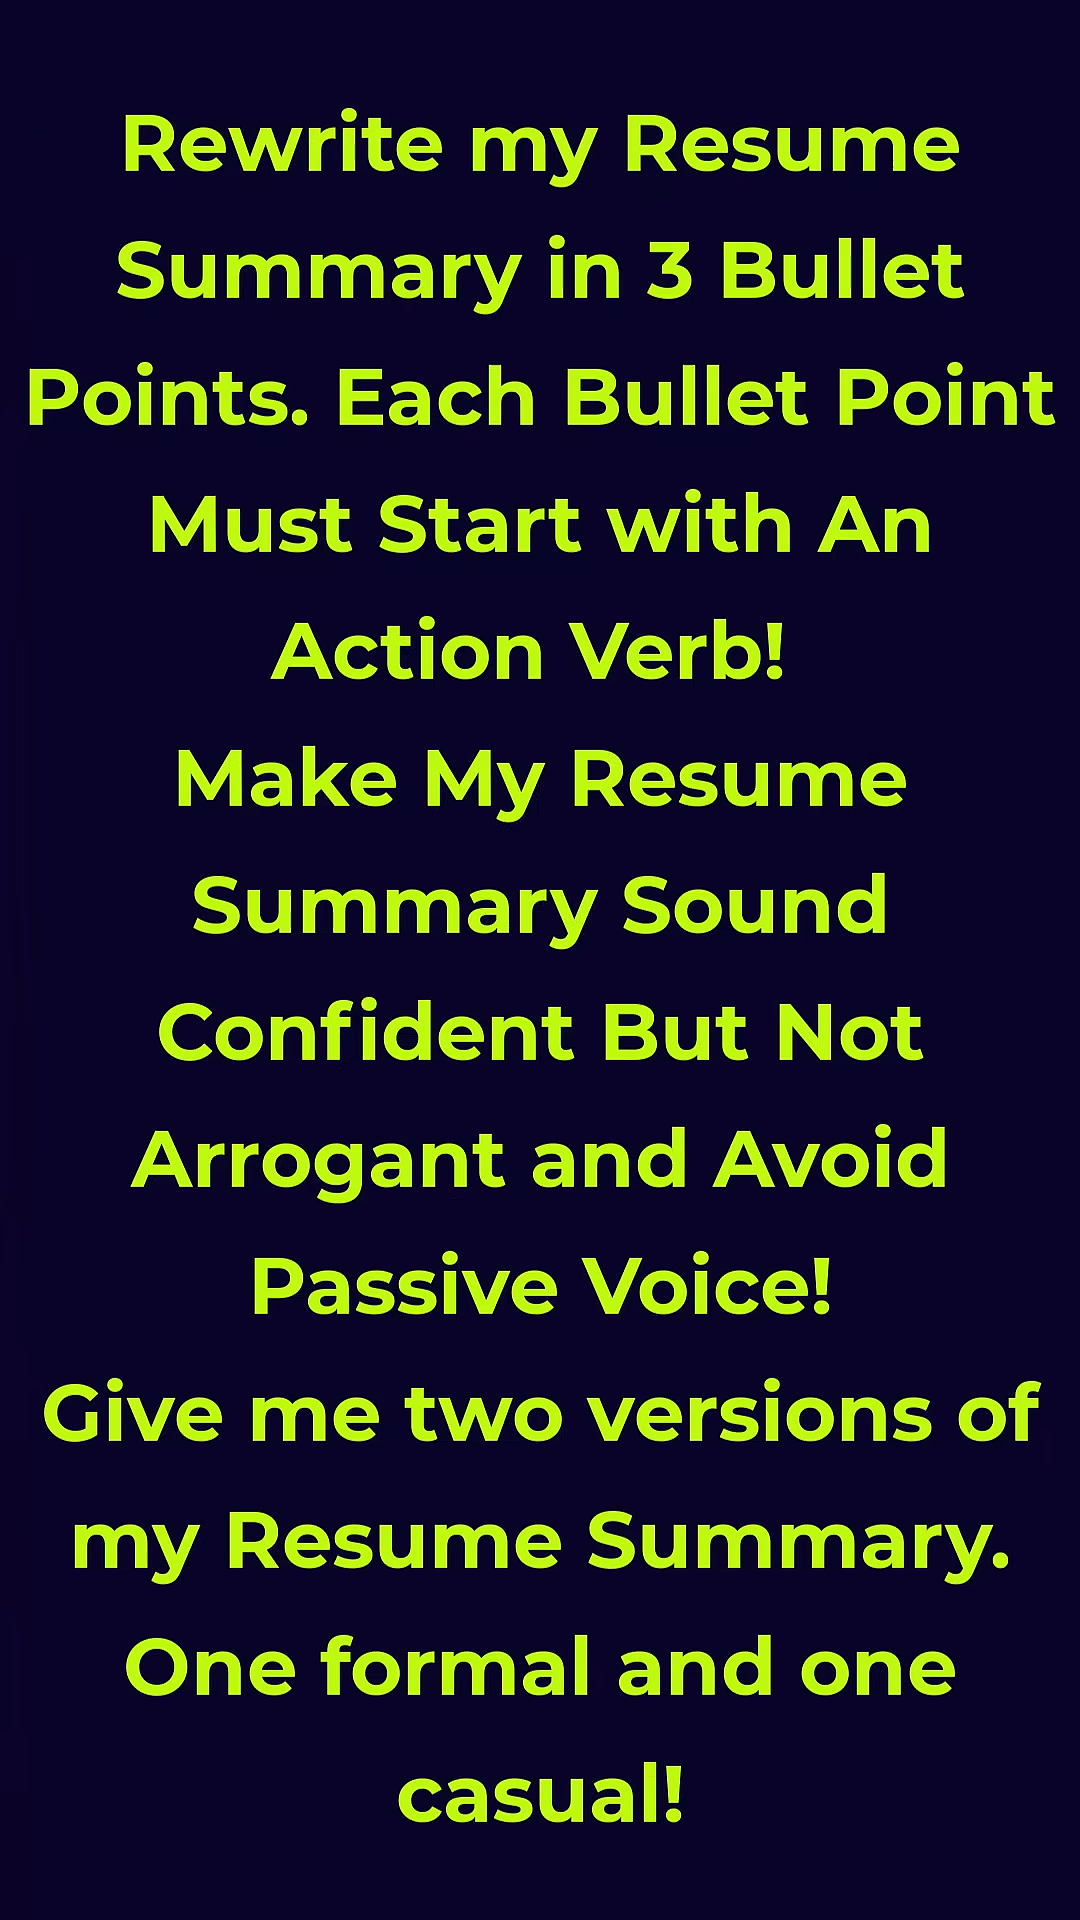 Rewrite my Resume
Summary in 3 Bullet
Points. Each Bullet Point
Must Start with An
Action Verb!
Make My Resume
Summary Sound
Confident But Not
Arrogant and Avoid
Passive Voice!
Give me two versions of
my Resume Summary.
One formal and one
casual!